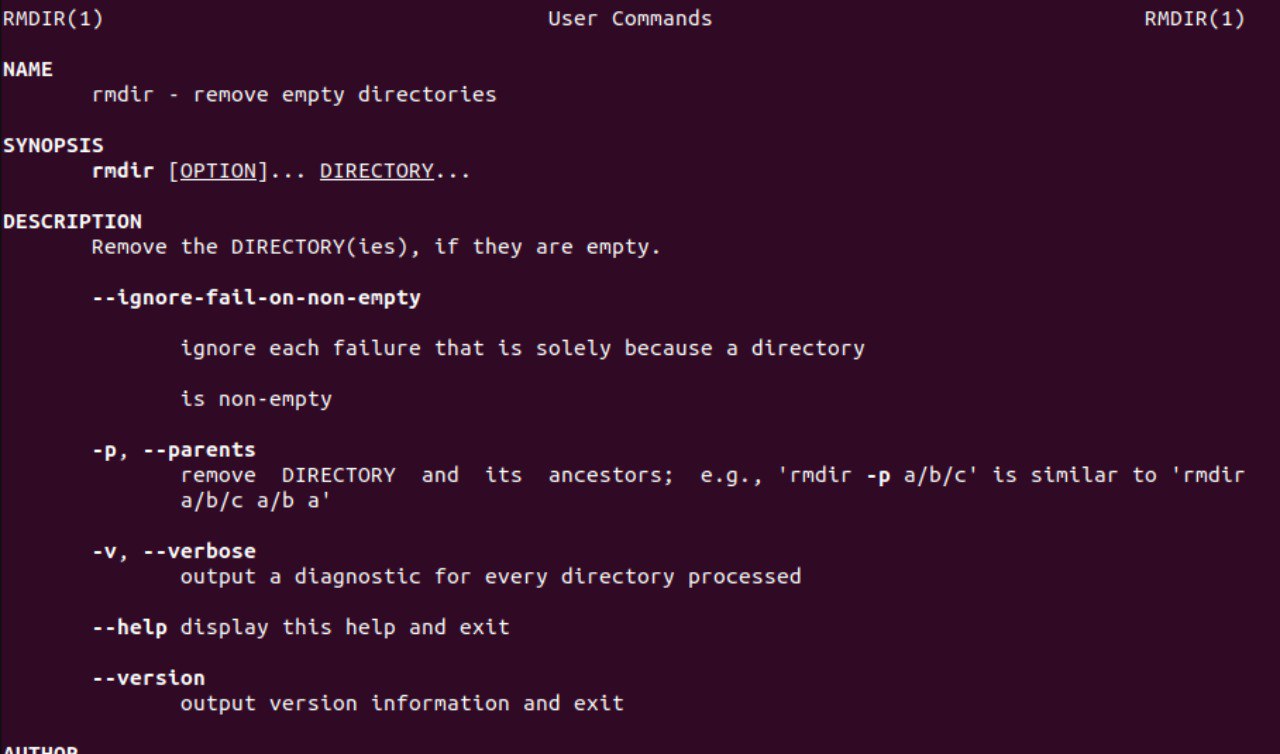 RMDIR(1) User Commands RMDIR(1)
NAME
rmdir - remove empty directories
SYNOPSIS
rmdir [OPTION]... DIRECTORY...
DESCRIPTION
Remove the DIRECTORY(ies), if they are empty.
--ignore-fail-on-non-empty
ignore each failure that is solely because a directory
is non-empty
-p, --parents
remove DIRECTORY and its ancestors; e.g., 'rmdir -p a/b/c' is similar to 'rmdir
a/b/c a/b a'
-v, --verbose
output a diagnostic for every directory processed
--help display this help and exit
--version
output version information and exit
AUTHOR